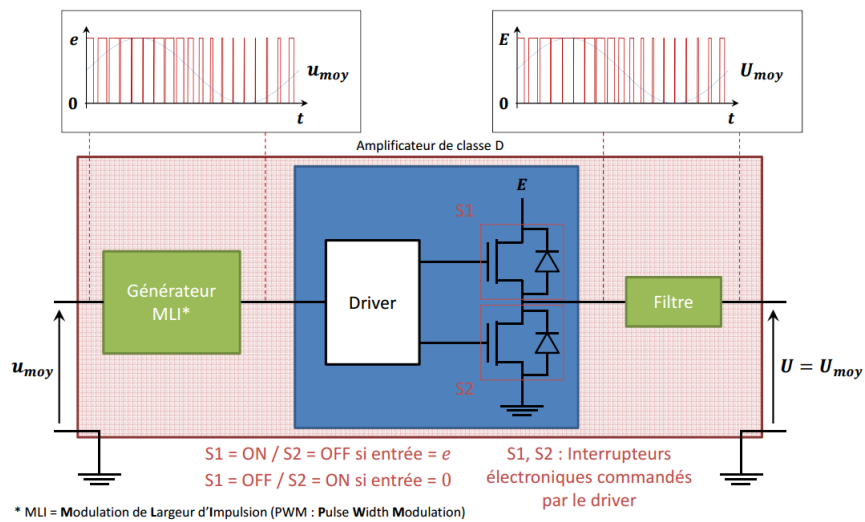 e
u_moy
0
t
E
U_moy
0
t
Amplificateur de classe D
E
S1
Générateur
MLI*
Driver
Filtre
u_moy
U = U_moy
S2
S1 = ON / S2 = OFF si entrée = e
S1 = OFF / S2 = ON si entrée = 0
S1, S2 : Interrupteurs
électroniques commandés
par le driver
* MLI = Modulation de Largeur d’Impulsion (PWM : Pulse Width Modulation)